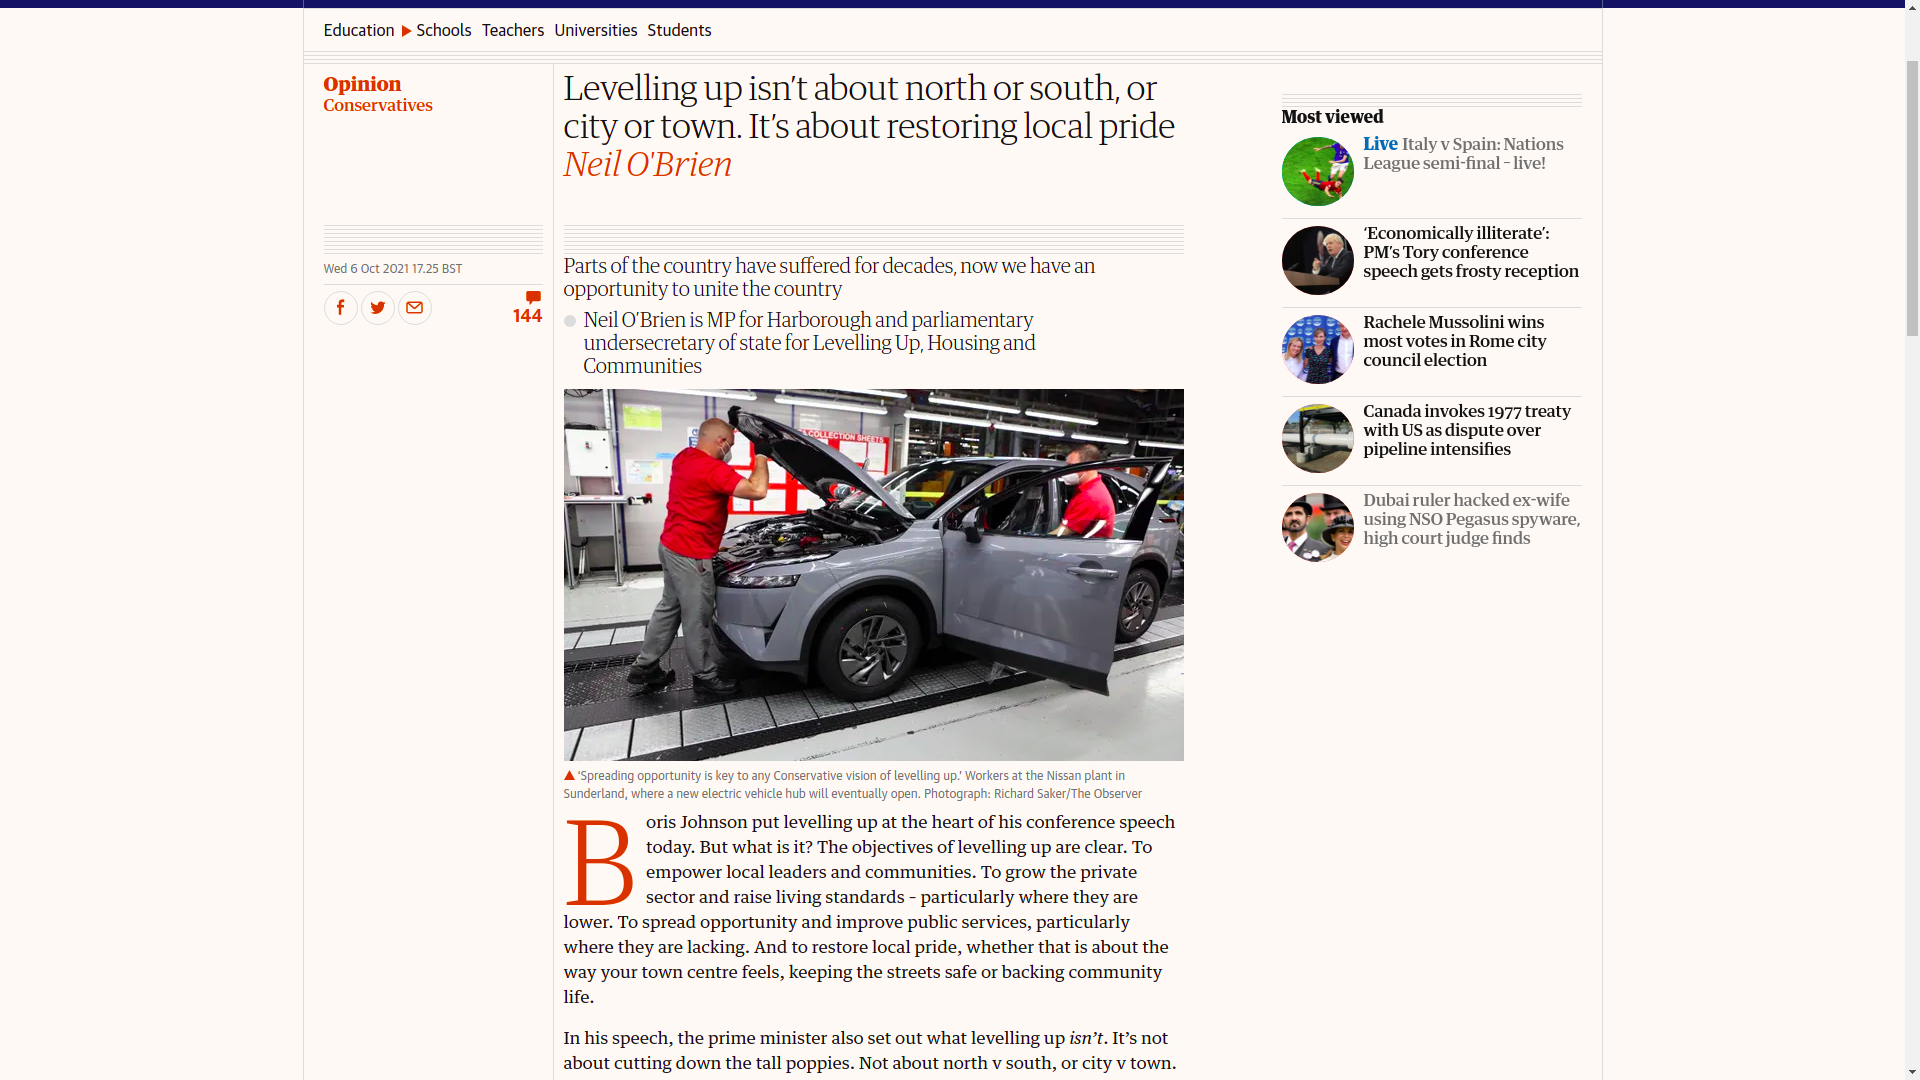 Education Schools Teachers Universities Students
Opinion
Conservatives
Levelling up isn't about north or south, or
city or town. It's about restoring local pride
Neil O'Brien
Wed 6 Oct 2021 17.25 BST
144
Parts of the country have suffered for decades, now we have an
opportunity to unite the country
Neil O'Brien is MP for Harborough and parliamentary
undersecretary of state for Levelling Up, Housing and
Communities
A COLLECTION SHEETS
'Spreading opportunity is key to any Conservative vision of levelling up.' Workers at the Nissan plant in
Sunderland, where a new electric vehicle hub will eventually open. Photograph: Richard Saker/The Observer
Boris Johnson put levelling up at the heart of his conference speech
today. But what is it? The objectives of levelling up are clear. To
empower local leaders and communities. To grow the private
sector and raise living standards – particularly where they are
lower. To spread opportunity and improve public services, particularly
where they are lacking. And to restore local pride, whether that is about the
way your town centre feels, keeping the streets safe or backing community
life.
In his speech, the prime minister also set out what levelling up isn't. It's not
about cutting down the tall poppies. Not about north v south, or city v town.
Most viewed
Live Italy v Spain: Nations
League semi-final – live!
'Economically illiterate':
PM's Tory conference
speech gets frosty reception
Rachele Mussolini wins
most votes in Rome city
council election
Canada invokes 1977 treaty
with US as dispute over
pipeline intensifies
Dubai ruler hacked ex-wife
using NSO Pegasus spyware,
high court judge finds